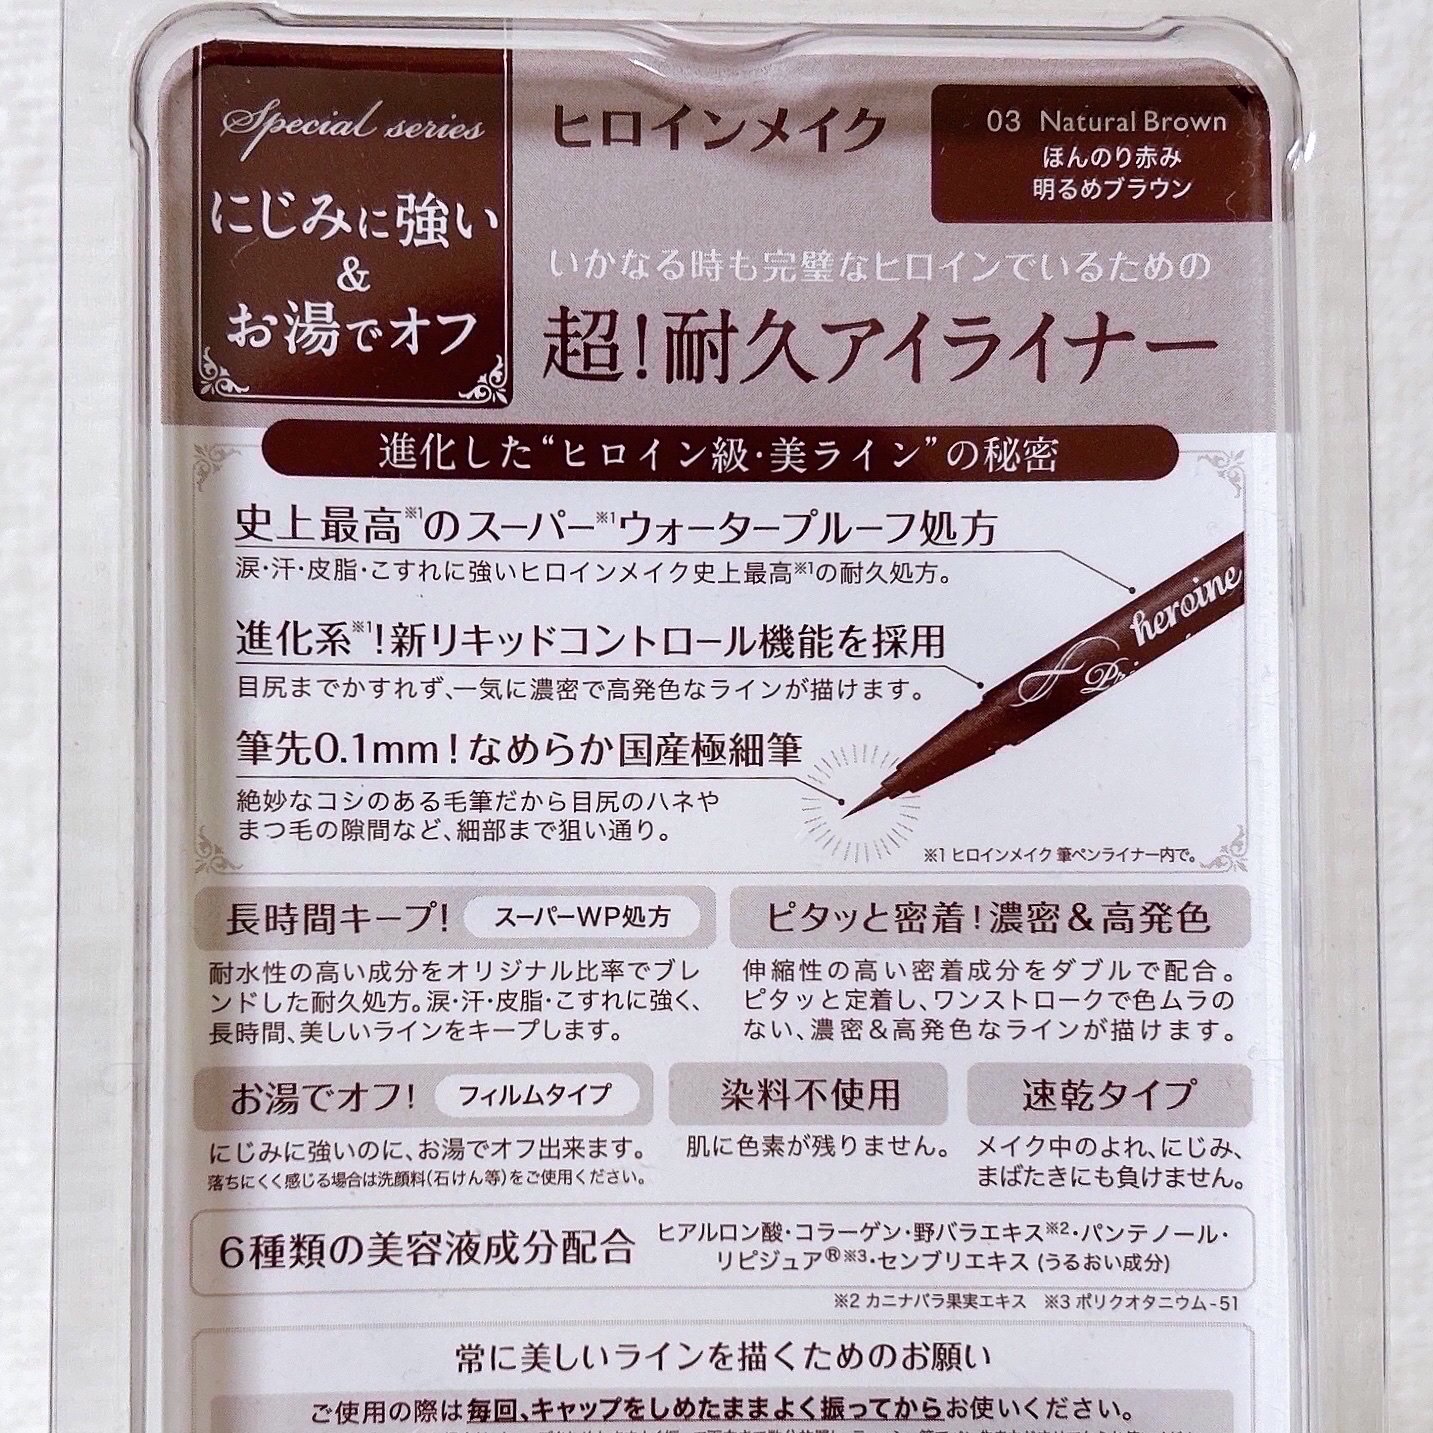 Special series
にじみに強い
&
お湯でオフ
ヒロインメイク
03 Natural Brown
ほんのり赤み
明るめブラウン
いかなる時も完璧なヒロインでいるための
超!耐久アイライナー
進化した“ヒロイン級・美ライン”の秘密
史上最高※1のスーパー※1ウォータープルーフ処方
涙・汗・皮脂・こすれに強いヒロインメイク史上最高※1の耐久処方。
進化系※1!新リキッドコントロール機能を採用
目尻までかすれず、一気に濃密で高発色なラインが描けます。
筆先0.1mm!なめらか国産極細筆
絶妙なコシのある毛筆だから目尻のハネや
まつ毛の隙間など、細部まで狙い通り。
heroine
※1 ヒロインメイク 筆ペンライナー内で。
長時間キープ! スーパーWP処方
耐水性の高い成分をオリジナル比率でブレ
ンドした耐久処方。涙・汗・皮脂・こすれに強く、
長時間、美しいラインをキープします。
ピタッと密着!濃密&高発色
伸縮性の高い密着成分をダブルで配合。
ピタッと定着し、ワンストロークで色ムラの
ない、濃密&高発色なラインが描けます。
お湯でオフ! フィルムタイプ
にじみに強いのに、お湯でオフ出来ます。
落ちにくく感じる場合は洗顔料(石けん等)をご使用ください。
染料不使用
肌に色素が残りません。
速乾タイプ
メイク中のよれ、にじみ、
まばたきにも負けません。
6種類の美容液成分配合
ヒアルロン酸・コラーゲン・野バラエキス※2・パンテノール・
リピジュア®※3・センブリエキス (うるおい成分)
※2 カニナバラ果実エキス ※3 ポリクオタニウム-51
常に美しいラインを描くためのお願い
ご使用の際は毎回、キャップをしめたままよく振ってからお使いください。